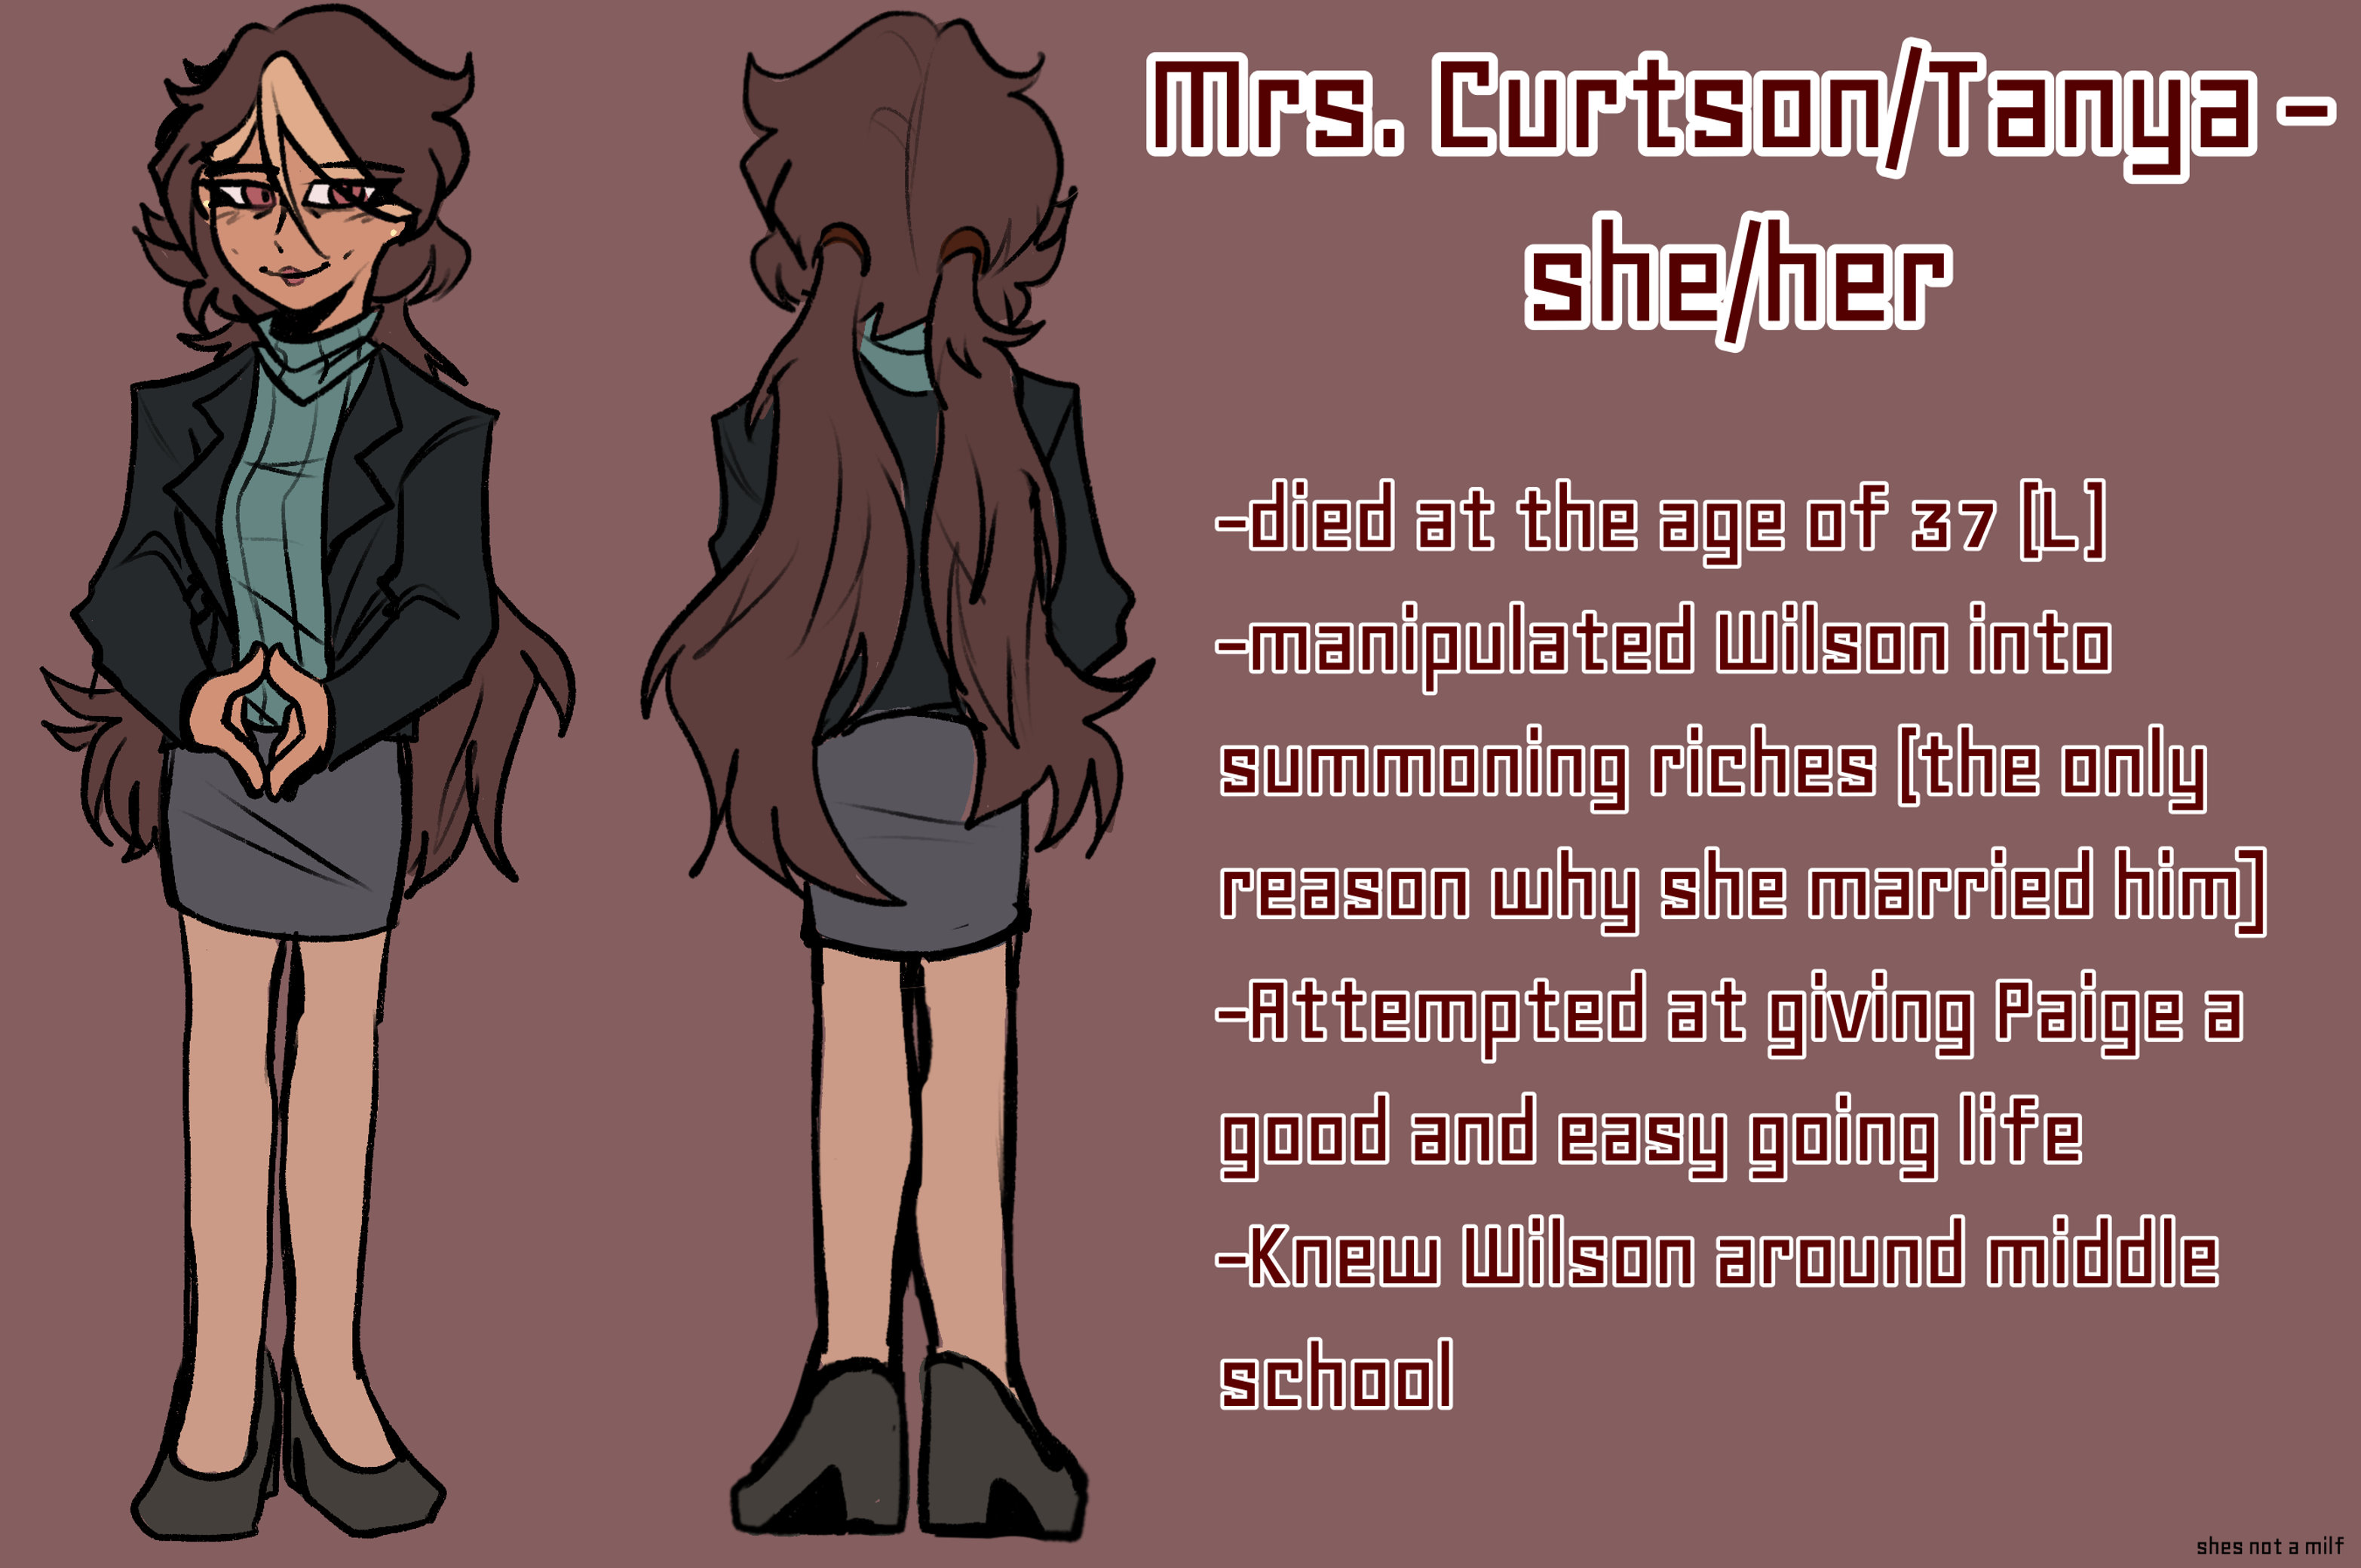 Mrs. Curtson/Tanya -
she/her
-died at the age of 37 [L]
-manipulated Wilson into
summoning riches [the only
reason why she married him]
-Attempted at giving Paige a
good and easy going life
-Knew Wilson around middle
school
shes not a milf